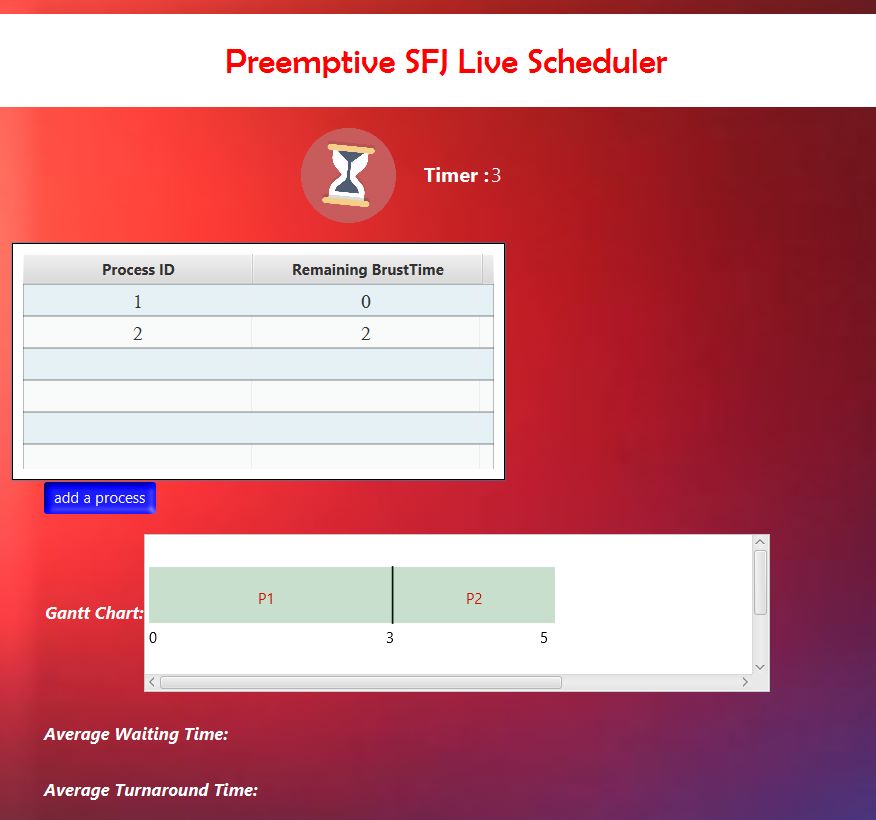 Preemptive SFJ Live Scheduler
Timer :3
Process ID Remaining BrustTime
1 0
2 2
add a process
Gantt Chart:
P1 P2
0 3 5
Average Waiting Time:
Average Turnaround Time: